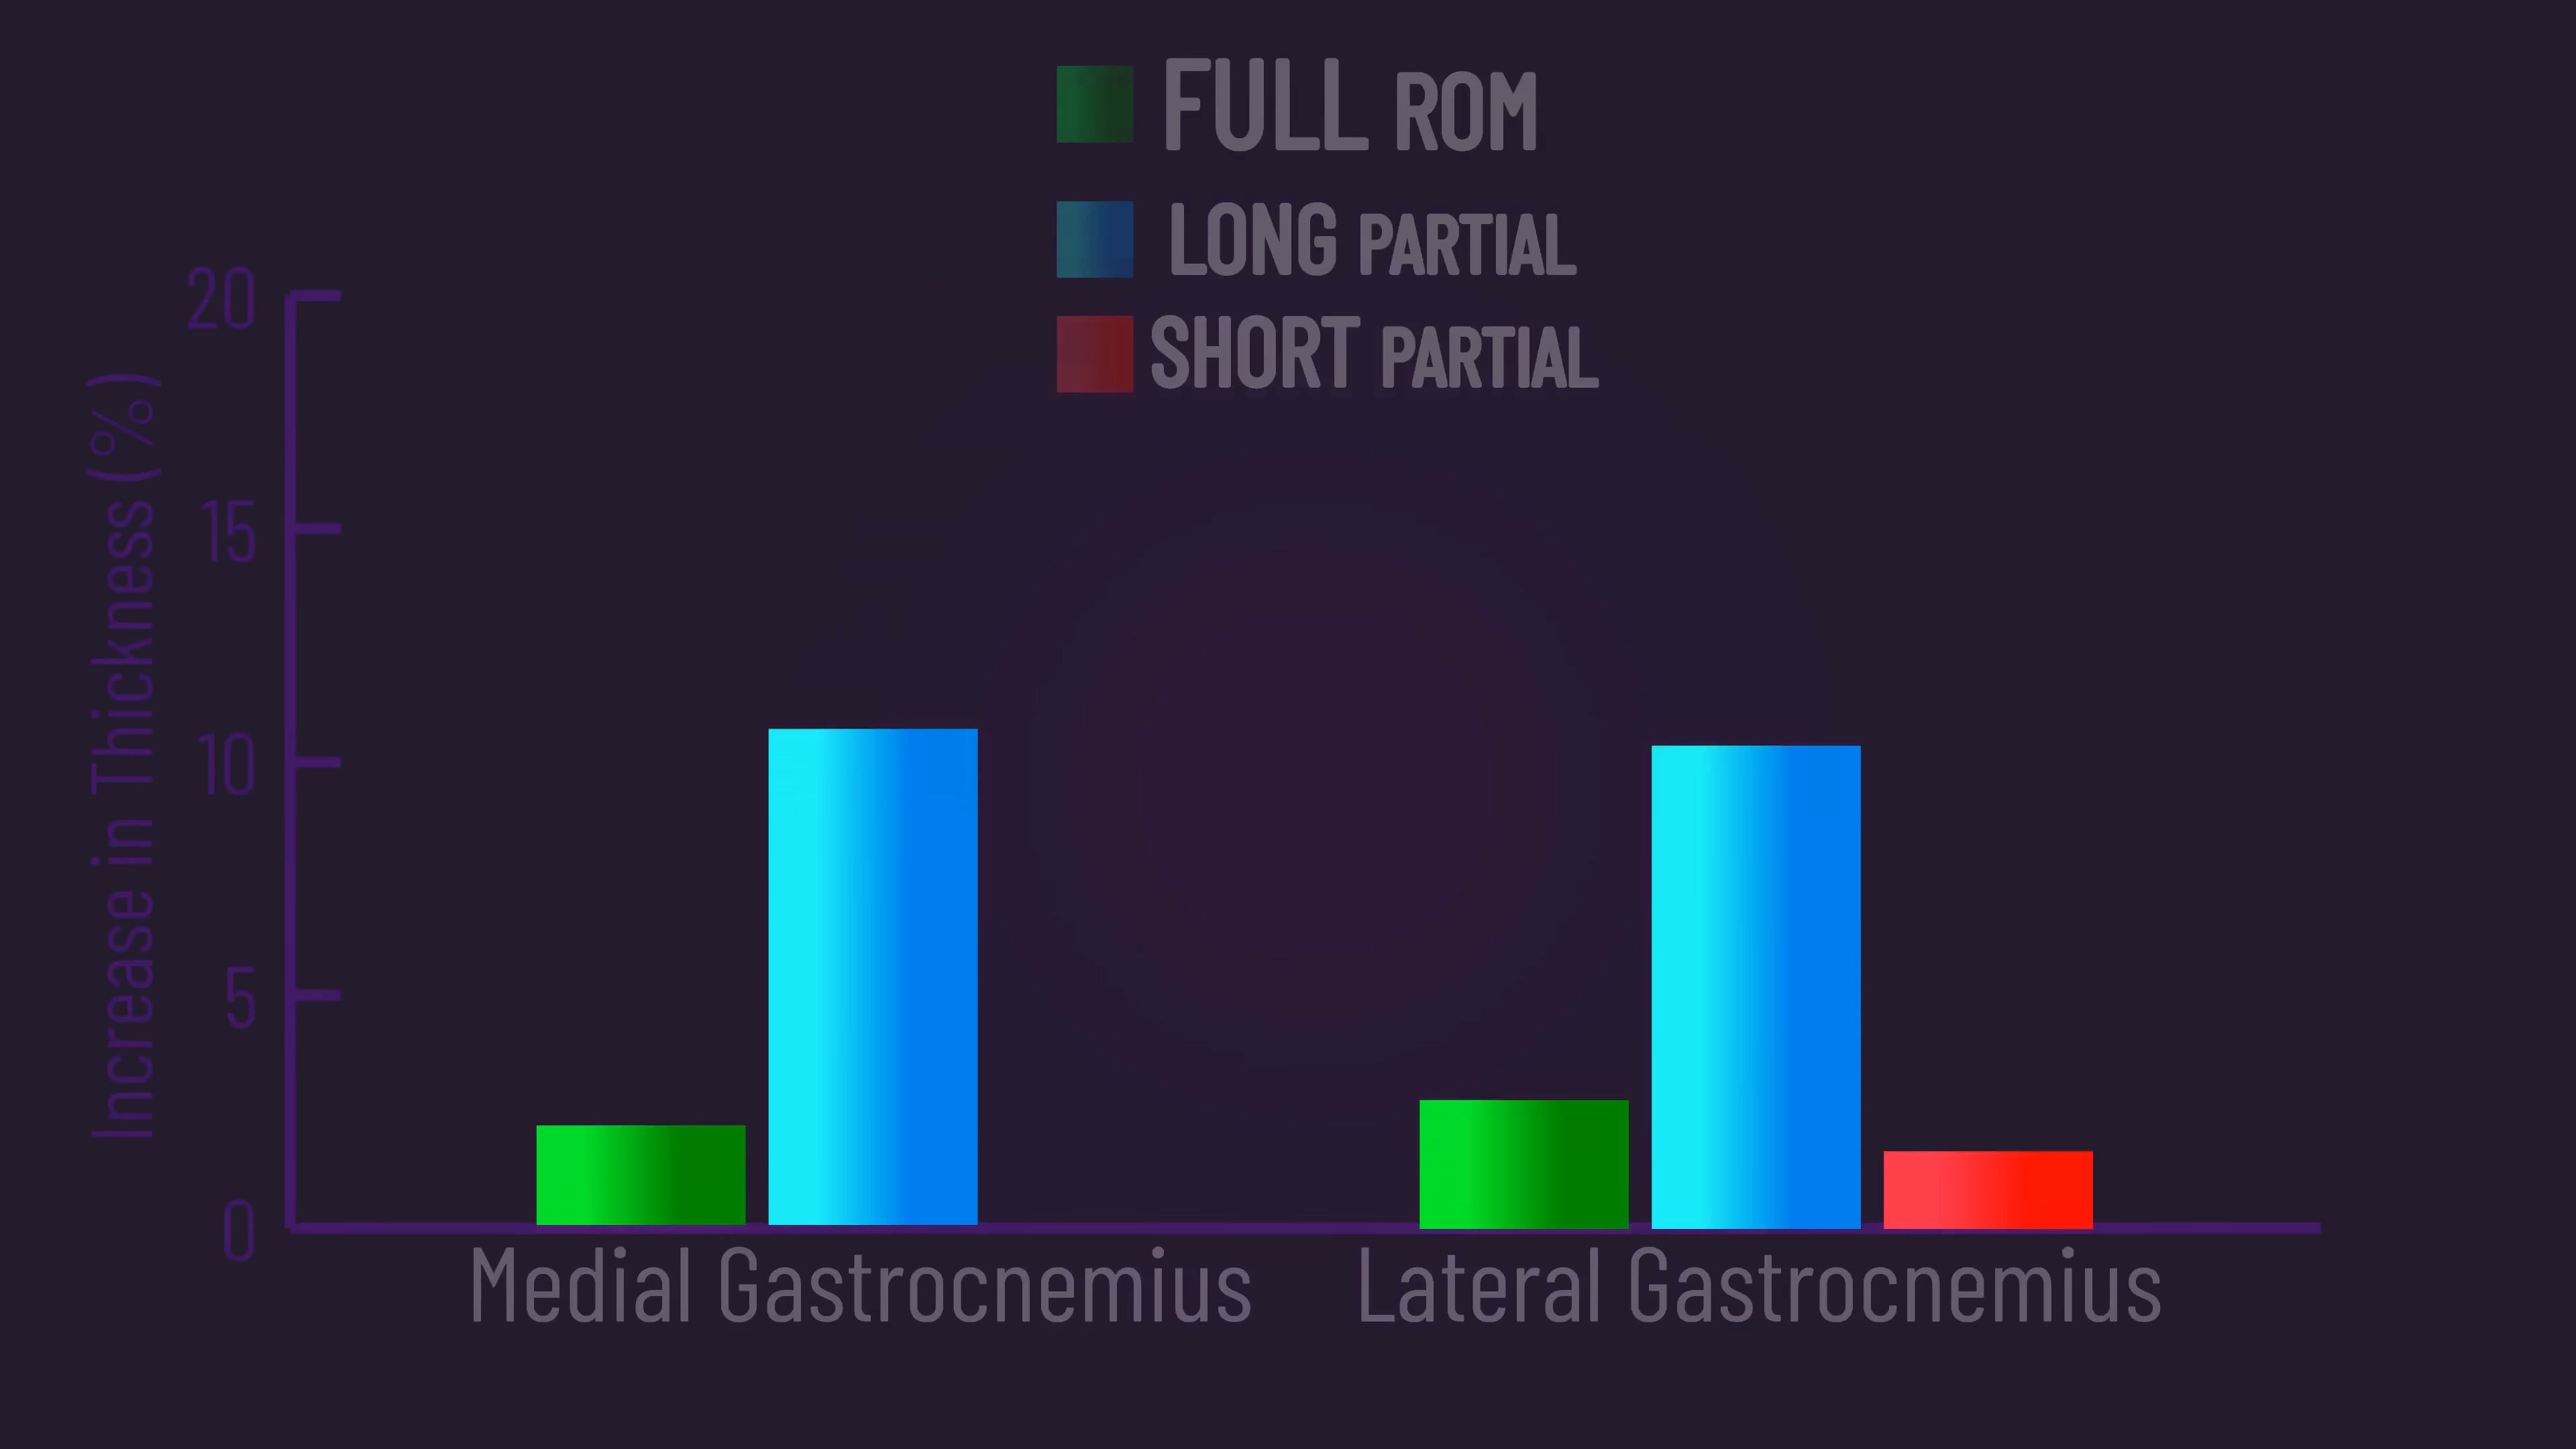 FULL ROM
LONG PARTIAL
SHORT PARTIAL
Increase in Thickness (%)
20
15
10
5
0
Medial Gastrocnemius
Lateral Gastrocnemius